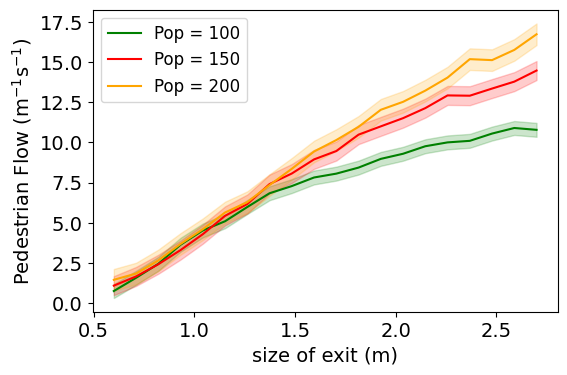 17.5
15.0
12.5
10.0
7.5
5.0
2.5
0.0
Pedestrian Flow (m⁻¹s⁻¹)
Pop = 100
Pop = 150
Pop = 200
0.5 1.0 1.5 2.0 2.5
size of exit (m)